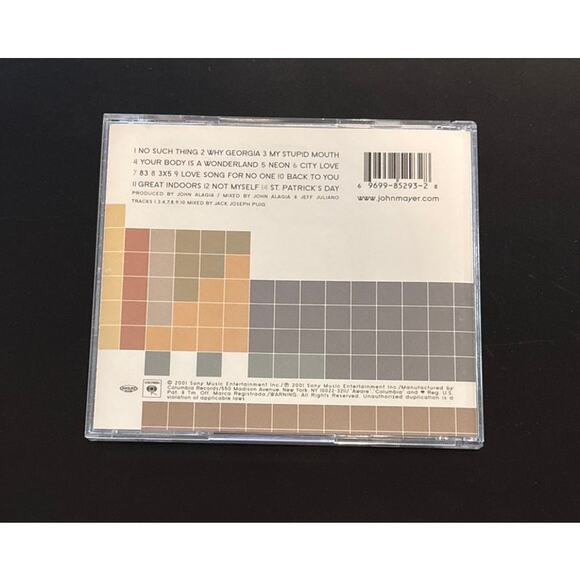 1 NO SUCH THING 2 WHY GEORGIA 3 MY STUPID MOUTH
4 YOUR BODY IS A WONDERLAND 5 NEON 6 CITY LOVE
7 83 8 3X5 9 LOVE SONG FOR NO ONE 10 BACK TO YOU
11 GREAT INDOORS 12 NOT MYSELF 14 ST. PATRICK'S DAY
PRODUCED BY JOHN ALAGIA / MIXED BY JOHN ALAGIA & JEFF JULIANO
TRACKS 1,3,4,7,8,9,10 MIXED BY JACK JOSEPH PUIG
6 9699-85293-2 8
www.johnmayer.com
© 2001 Sony Music Entertainment Inc./℗ 2001 Sony Music Entertainment Inc./Manufactured by
Columbia Records/550 Madison Avenue, New York, NY 10022-3211/"Aware", "Columbia" and Reg. U.S.
Pat. & Tm. Off. Marca Registrada./WARNING: All Rights Reserved. Unauthorized duplication is a
violation of applicable laws.